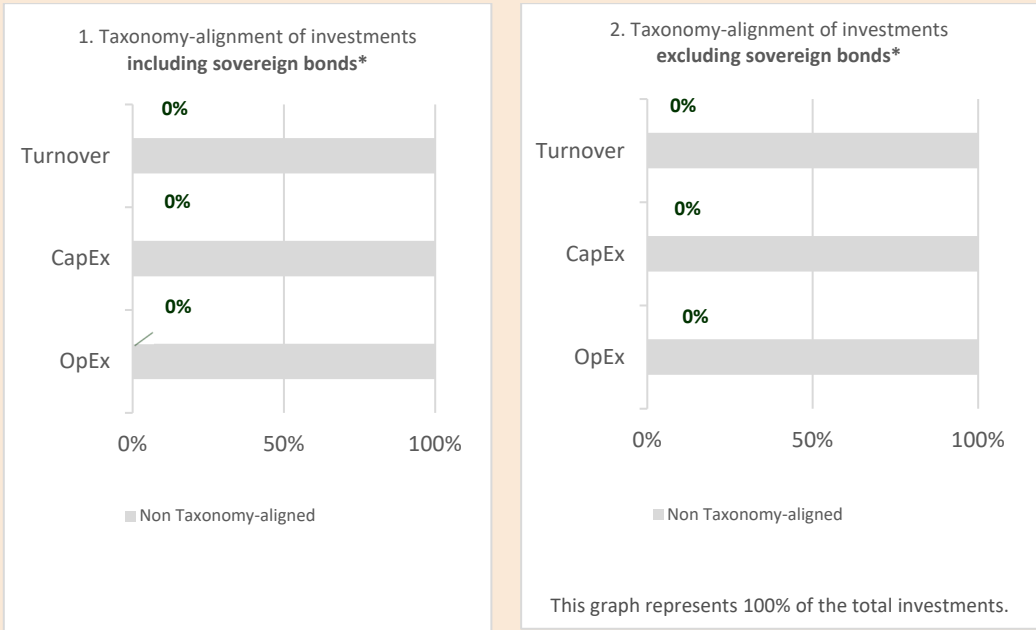 1. Taxonomy-alignment of investments
including sovereign bonds*
0%
Turnover
0%
CapEx
0%
OpEx
0% 50% 100%
Non Taxonomy-aligned
2. Taxonomy-alignment of investments
excluding sovereign bonds*
0%
Turnover
0%
CapEx
0%
OpEx
0% 50% 100%
Non Taxonomy-aligned
This graph represents 100% of the total investments.